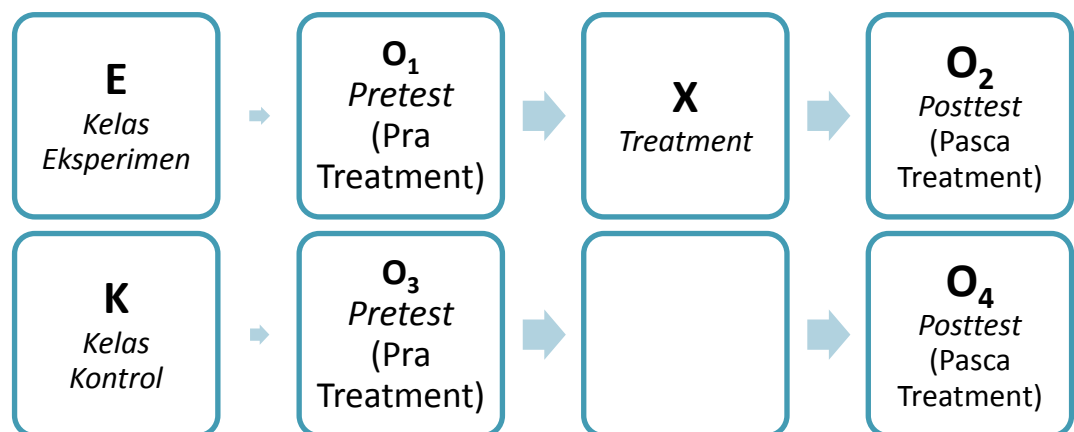 E
Kelas
Eksperimen
O₁
Pretest
(Pra
Treatment)
X
Treatment
O₂
Posttest
(Pasca
Treatment)
K
Kelas
Kontrol
O₃
Pretest
(Pra
Treatment)
O₄
Posttest
(Pasca
Treatment)